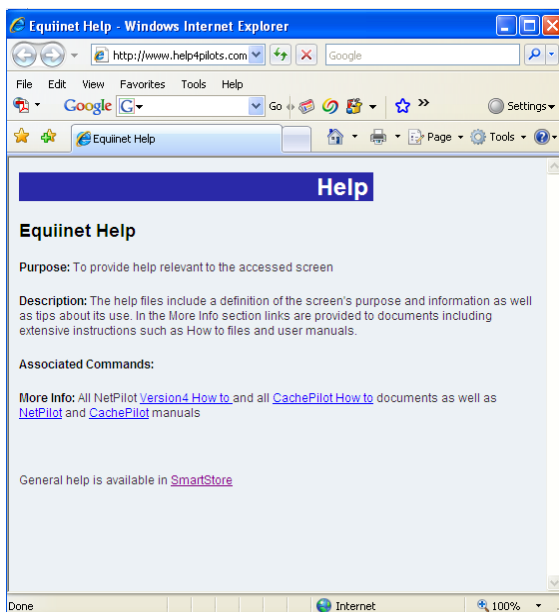 Equiinet Help - Windows Internet Explorer
http://www.help4pilots.com
Google
File Edit View Favorites Tools Help
Google G Go Settings
Equiinet Help Page Tools
Help
Equiinet Help
Purpose: To provide help relevant to the accessed screen
Description: The help files include a definition of the screen's purpose and information as well
as tips about its use. In the More Info section links are provided to documents including
extensive instructions such as How to files and user manuals.
Associated Commands:
More Info: All NetPilot Version4 How to and all CachePilot How to documents as well as
NetPilot and CachePilot manuals
General help is available in SmartStore
Done Internet 100%